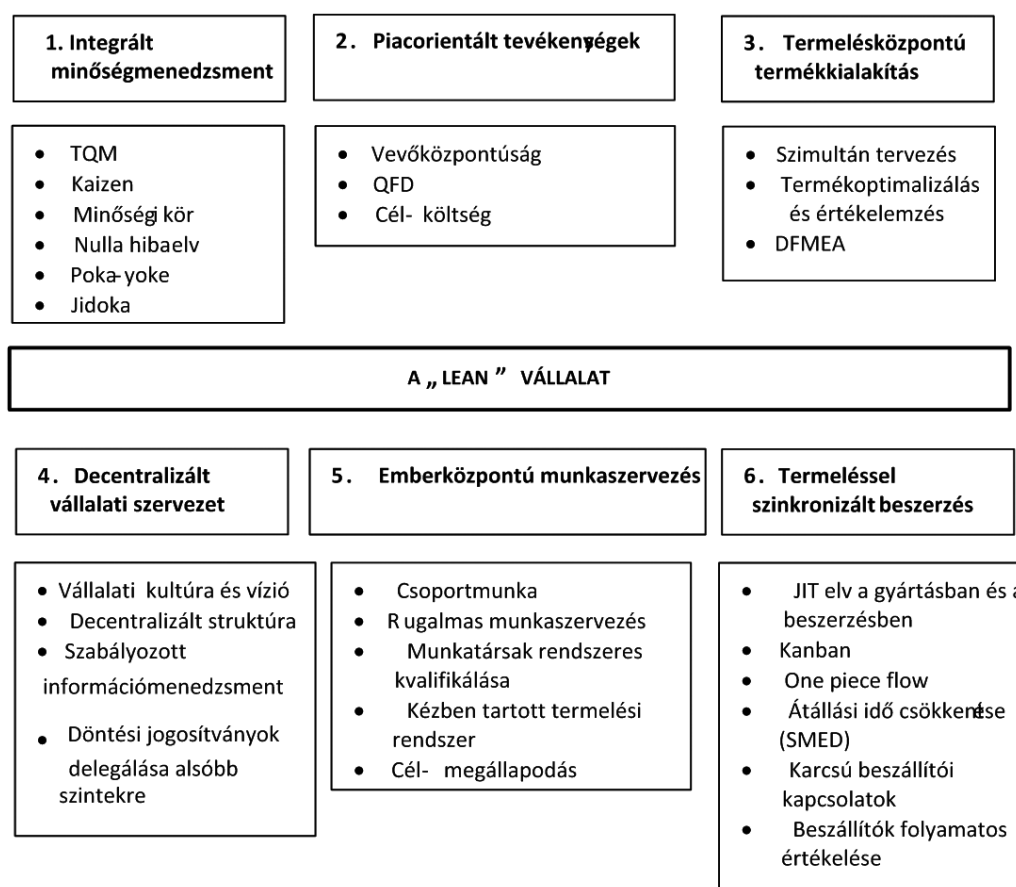 1. Integrált
minőségmenedzsment
2. Piacorientált tevékenységek
3. Termelésközpontú
termékkialakítás
• TQM
• Kaizen
• Minőségi kör
• Nulla hibaelv
• Poka-yoke
• Jidoka
• Vevőközpontúság
• QFD
• Cél- költség
• Szimultán tervezés
• Termékoptimalizálás
és értékelemzés
• DFMEA
A „ LEAN ” VÁLLALAT
4. Decentralizált
vállalati szervezet
5. Emberközpontú munkaszervezés
6. Termeléssel
szinkronizált beszerzés
• Vállalati kultúra és vízió
• Decentralizált struktúra
• Szabályozott
információmenedzsment
• Döntési jogosítványok
delegálása alsóbb
szintekre
• Csoportmunka
• Rugalmas munkaszervezés
• Munkatársak rendszeres
kvalifikálása
• Kézben tartott termelési
rendszer
• Cél- megállapodás
• JIT elv a gyártásban és a
beszerzésben
• Kanban
• One piece flow
• Átállási idő csökkentése
(SMED)
• Karcsú beszállítói
kapcsolatok
• Beszállítók folyamatos
értékelése